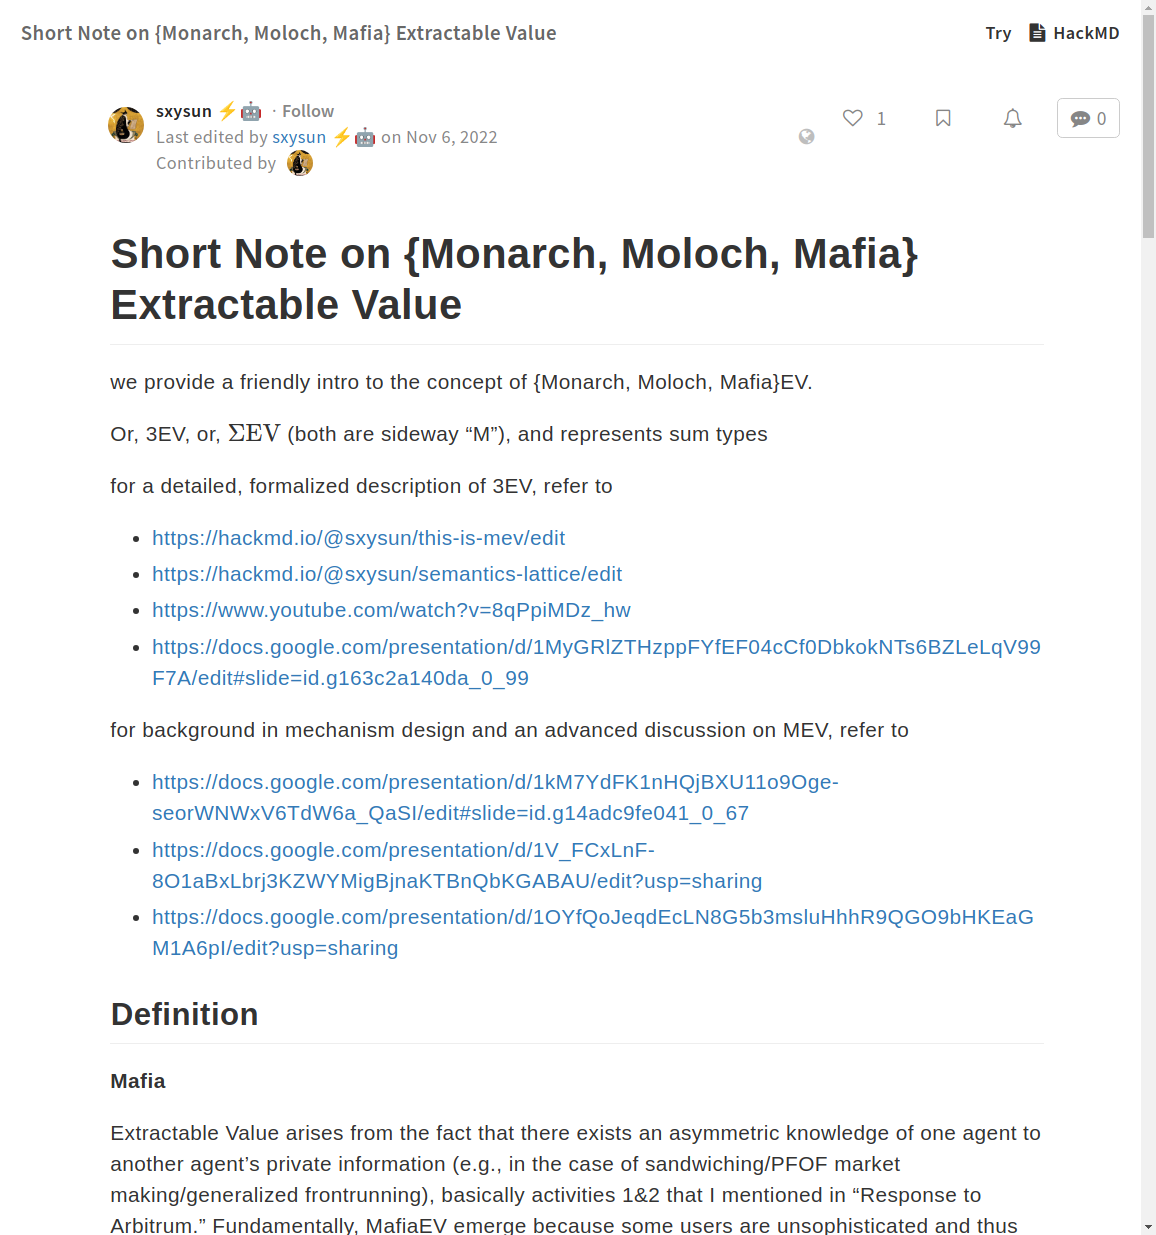 Short Note on {Monarch, Moloch, Mafia} Extractable Value
Try HackMD
sxysun ⚡🤖 · Follow
Last edited by sxysun ⚡🤖 on Nov 6, 2022
Contributed by
1
0
Short Note on {Monarch, Moloch, Mafia}
Extractable Value
we provide a friendly intro to the concept of {Monarch, Moloch, Mafia}EV.
Or, 3EV, or, ΣEV (both are sideway “M”), and represents sum types
for a detailed, formalized description of 3EV, refer to
• https://hackmd.io/@sxysun/this-is-mev/edit
• https://hackmd.io/@sxysun/semantics-lattice/edit
• https://www.youtube.com/watch?v=8qPpiMDz_hw
• https://docs.google.com/presentation/d/1MyGRlZTHzppFYfEF04cCf0DbkokNTs6BZLeLqV99
F7A/edit#slide=id.g163c2a140da_0_99
for background in mechanism design and an advanced discussion on MEV, refer to
• https://docs.google.com/presentation/d/1kM7YdFK1nHQjBXU11o9Oge-
seorWNWxV6TdW6a_QaSI/edit#slide=id.g14adc9fe041_0_67
• https://docs.google.com/presentation/d/1V_FCxLnF-
8O1aBxLbrj3KZWYMigBjnaKTBnQbKGABAU/edit?usp=sharing
• https://docs.google.com/presentation/d/1OYfQoJeqdEcLN8G5b3msluHhhR9QGO9bHKEaG
M1A6pI/edit?usp=sharing
Definition
Mafia
Extractable Value arises from the fact that there exists an asymmetric knowledge of one agent to
another agent’s private information (e.g., in the case of sandwiching/PFOF market
making/generalized frontrunning), basically activities 1&2 that I mentioned in “Response to
Arbitrum.” Fundamentally, MafiaEV emerge because some users are unsophisticated and thus